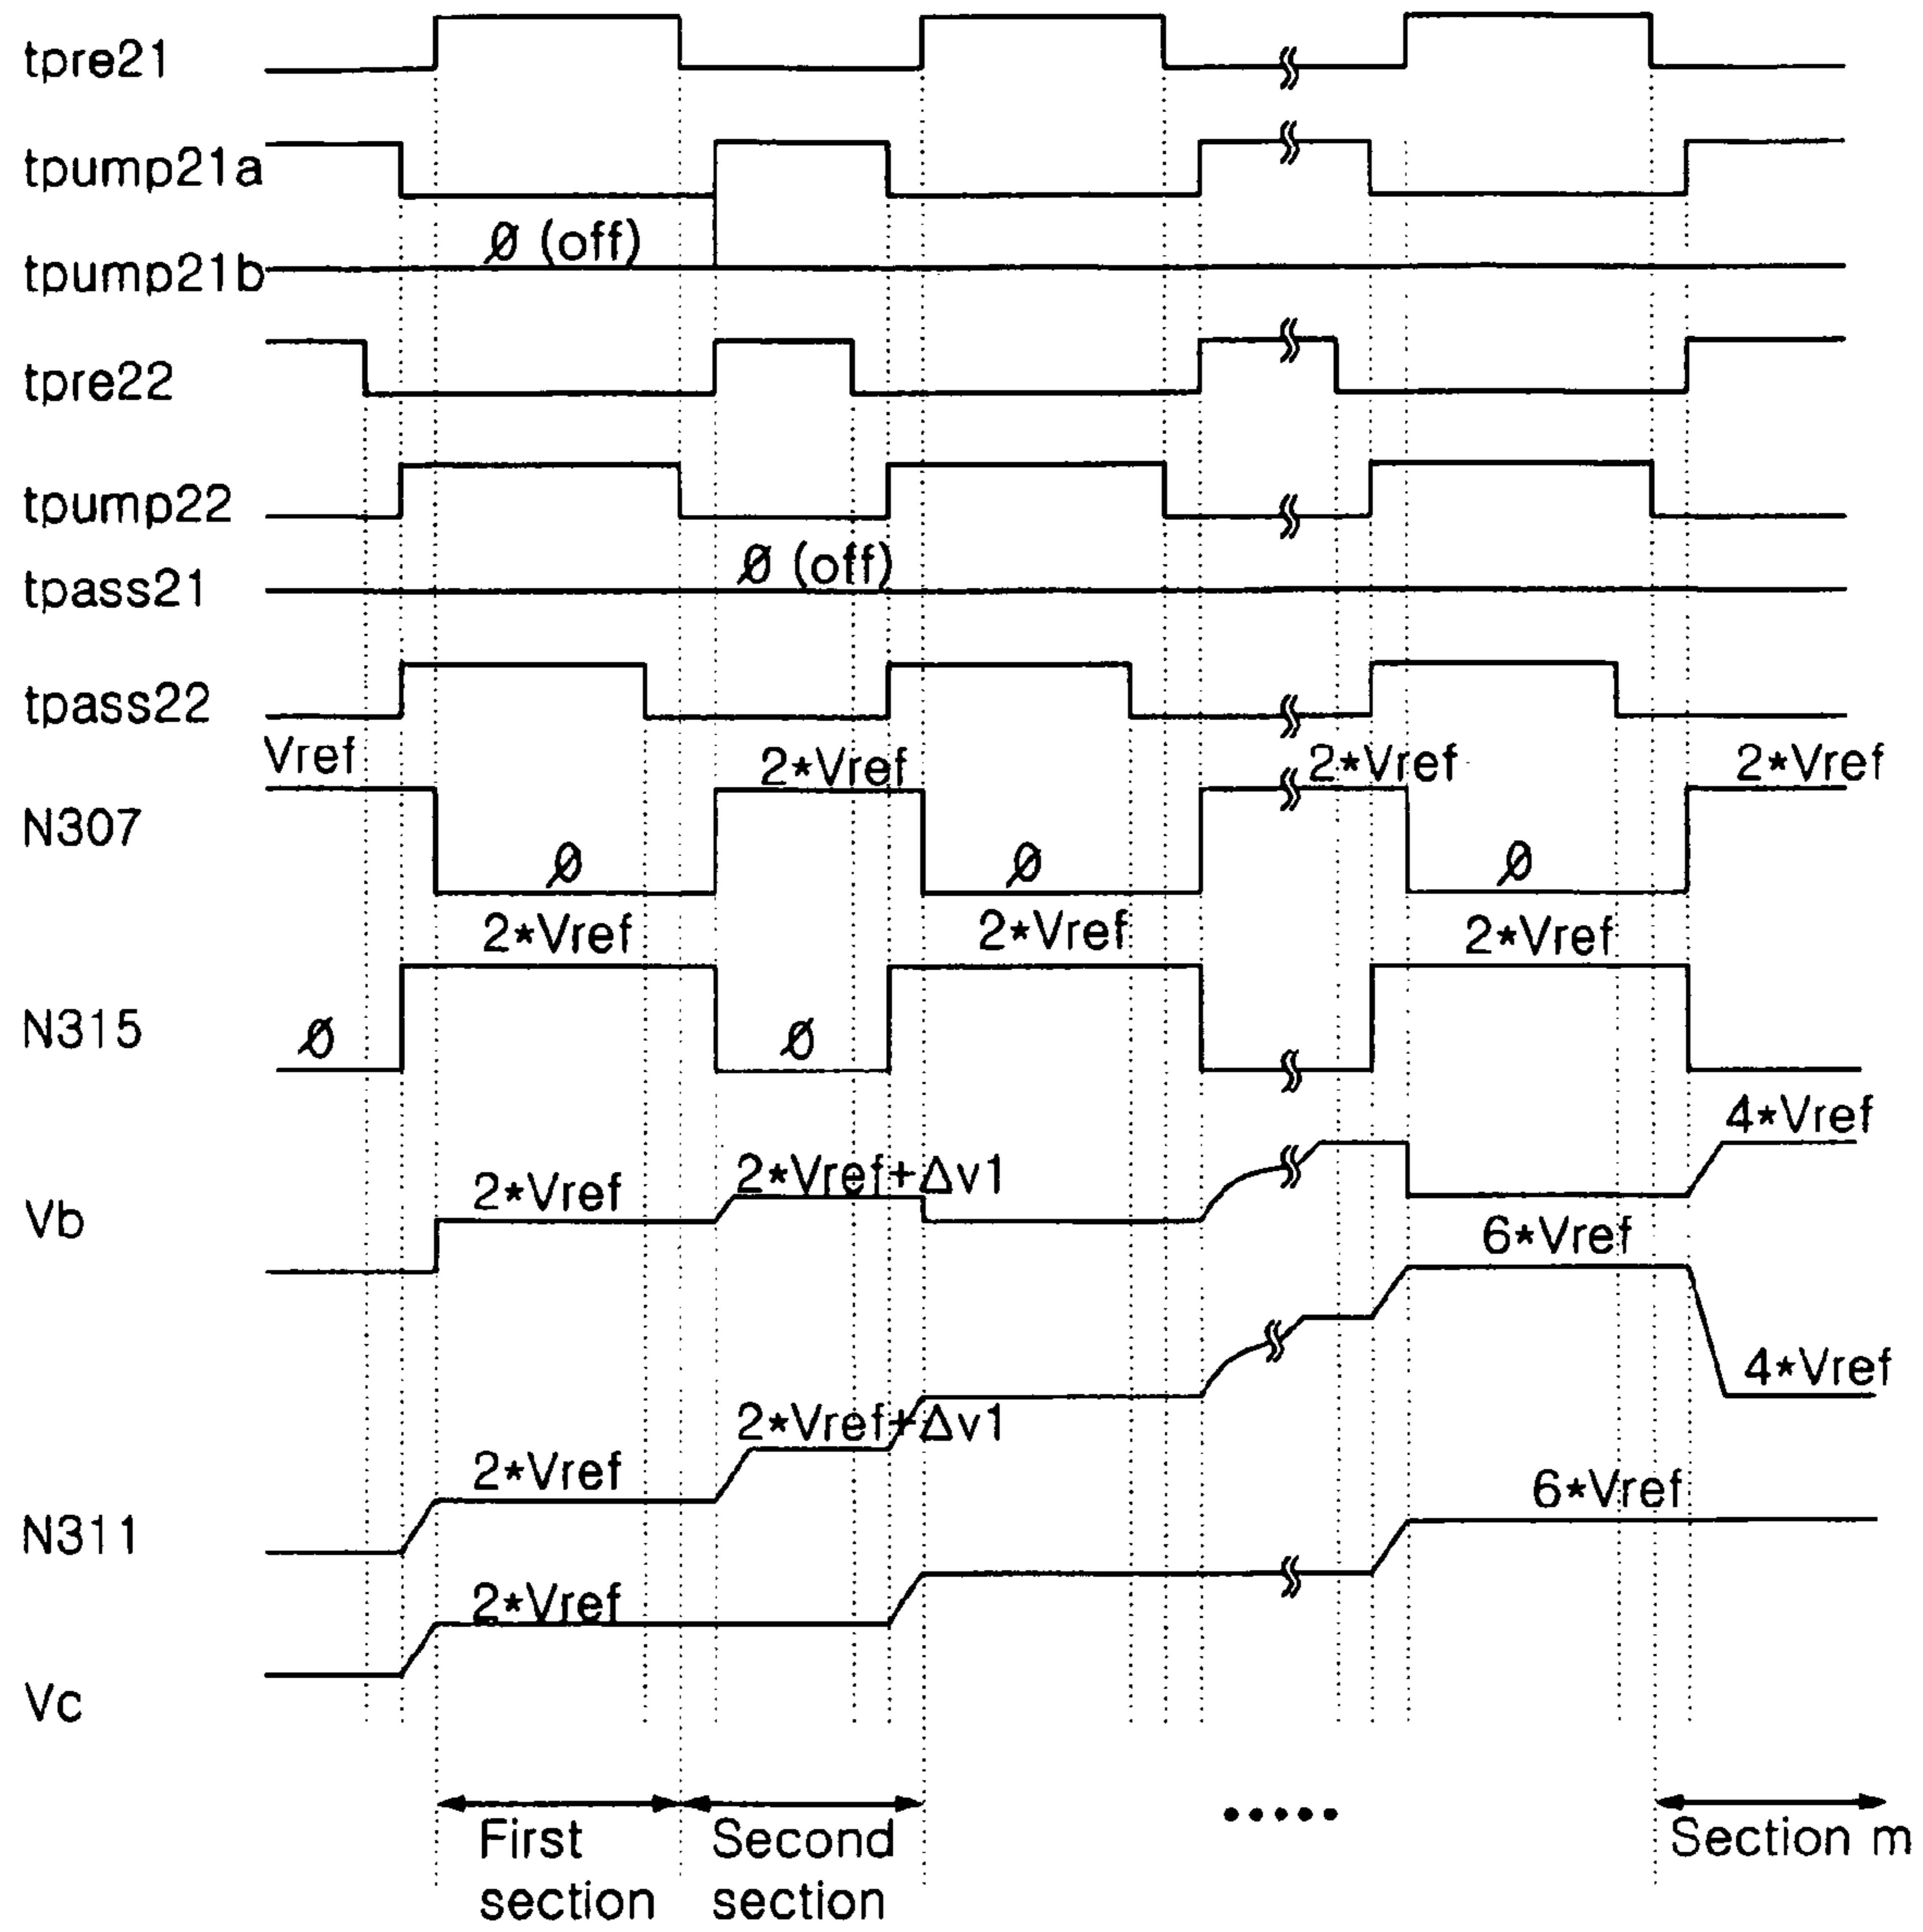 tpre21
tpump21a
Ø (off)
tpump21b
tpre22
tpump22
Ø (off)
tpass21
tpass22
Vref 2*Vref 2*Vref 2*Vref
N307
Ø Ø Ø
2*Vref 2*Vref 2*Vref
N315
Ø Ø
4*Vref
2*Vref 2*Vref+Δv1
Vb
6*Vref
4*Vref
2*Vref+Δv1
2*Vref
6*Vref
N311
2*Vref
Vc
First section
Second section
•••••
Section m